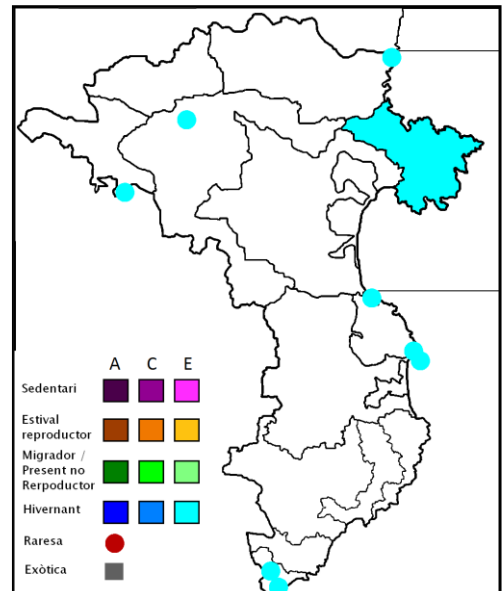 A C E
Sedentari
Estival
reproductor
Migrador /
Present no
Rerpoductor
Hivernant
Raresa
Exòtica